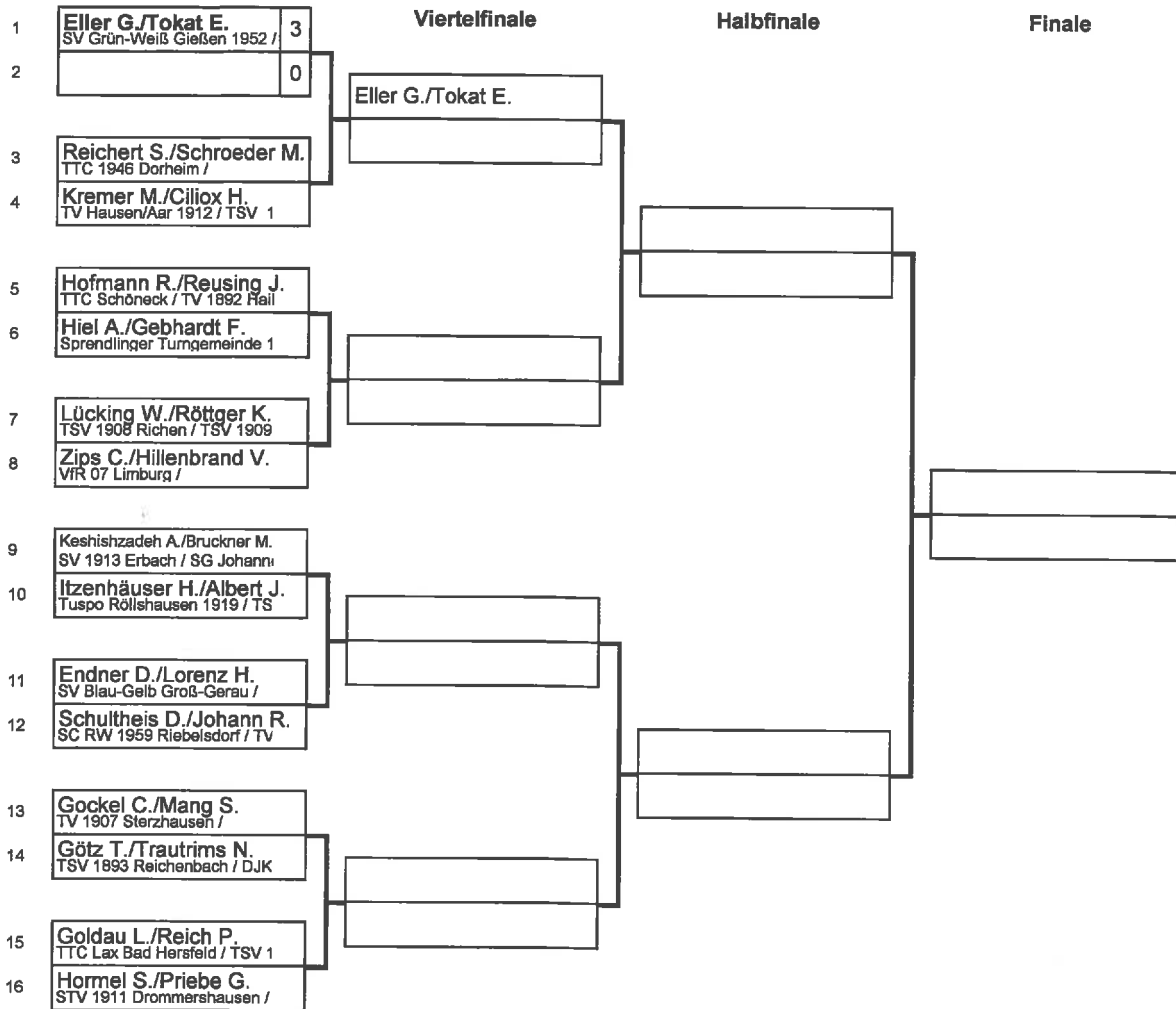 Viertelfinale Halbfinale Finale
1 Eller G./Tokat E. 3
SV Grün-Weiß Gießen 1952 /
2 0
Eller G./Tokat E.
3 Reichert S./Schroeder M.
TTC 1946 Dorheim /
4 Kremer M./Ciliox H.
TV Hausen/Aar 1912 / TSV 1
5 Hofmann R./Reusing J.
TTC Schöneck / TV 1892 Hail
6 Hiel A./Gebhardt F.
Sprendlinger Turngemeinde 1
7 Lücking W./Röttger K.
TSV 1908 Richen / TSV 1909
8 Zips C./Hillenbrand V.
VfR 07 Limburg /
9 Keshishzadeh A./Bruckner M.
SV 1913 Erbach / SG Johann
10 Itzenhäuser H./Albert J.
Tuspo Röllshausen 1919 / TS
11 Endner D./Lorenz H.
SV Blau-Gelb Groß-Gerau /
12 Schultheis D./Johann R.
SC RW 1959 Riebelsdorf / TV
13 Gockel C./Mang S.
TV 1907 Sterzhausen /
14 Götz T./Trautrims N.
TSV 1893 Reichenbach / DJK
15 Goldau L./Reich P.
TTC Lax Bad Hersfeld / TSV 1
16 Hormel S./Priebe G.
STV 1911 Drommershausen /